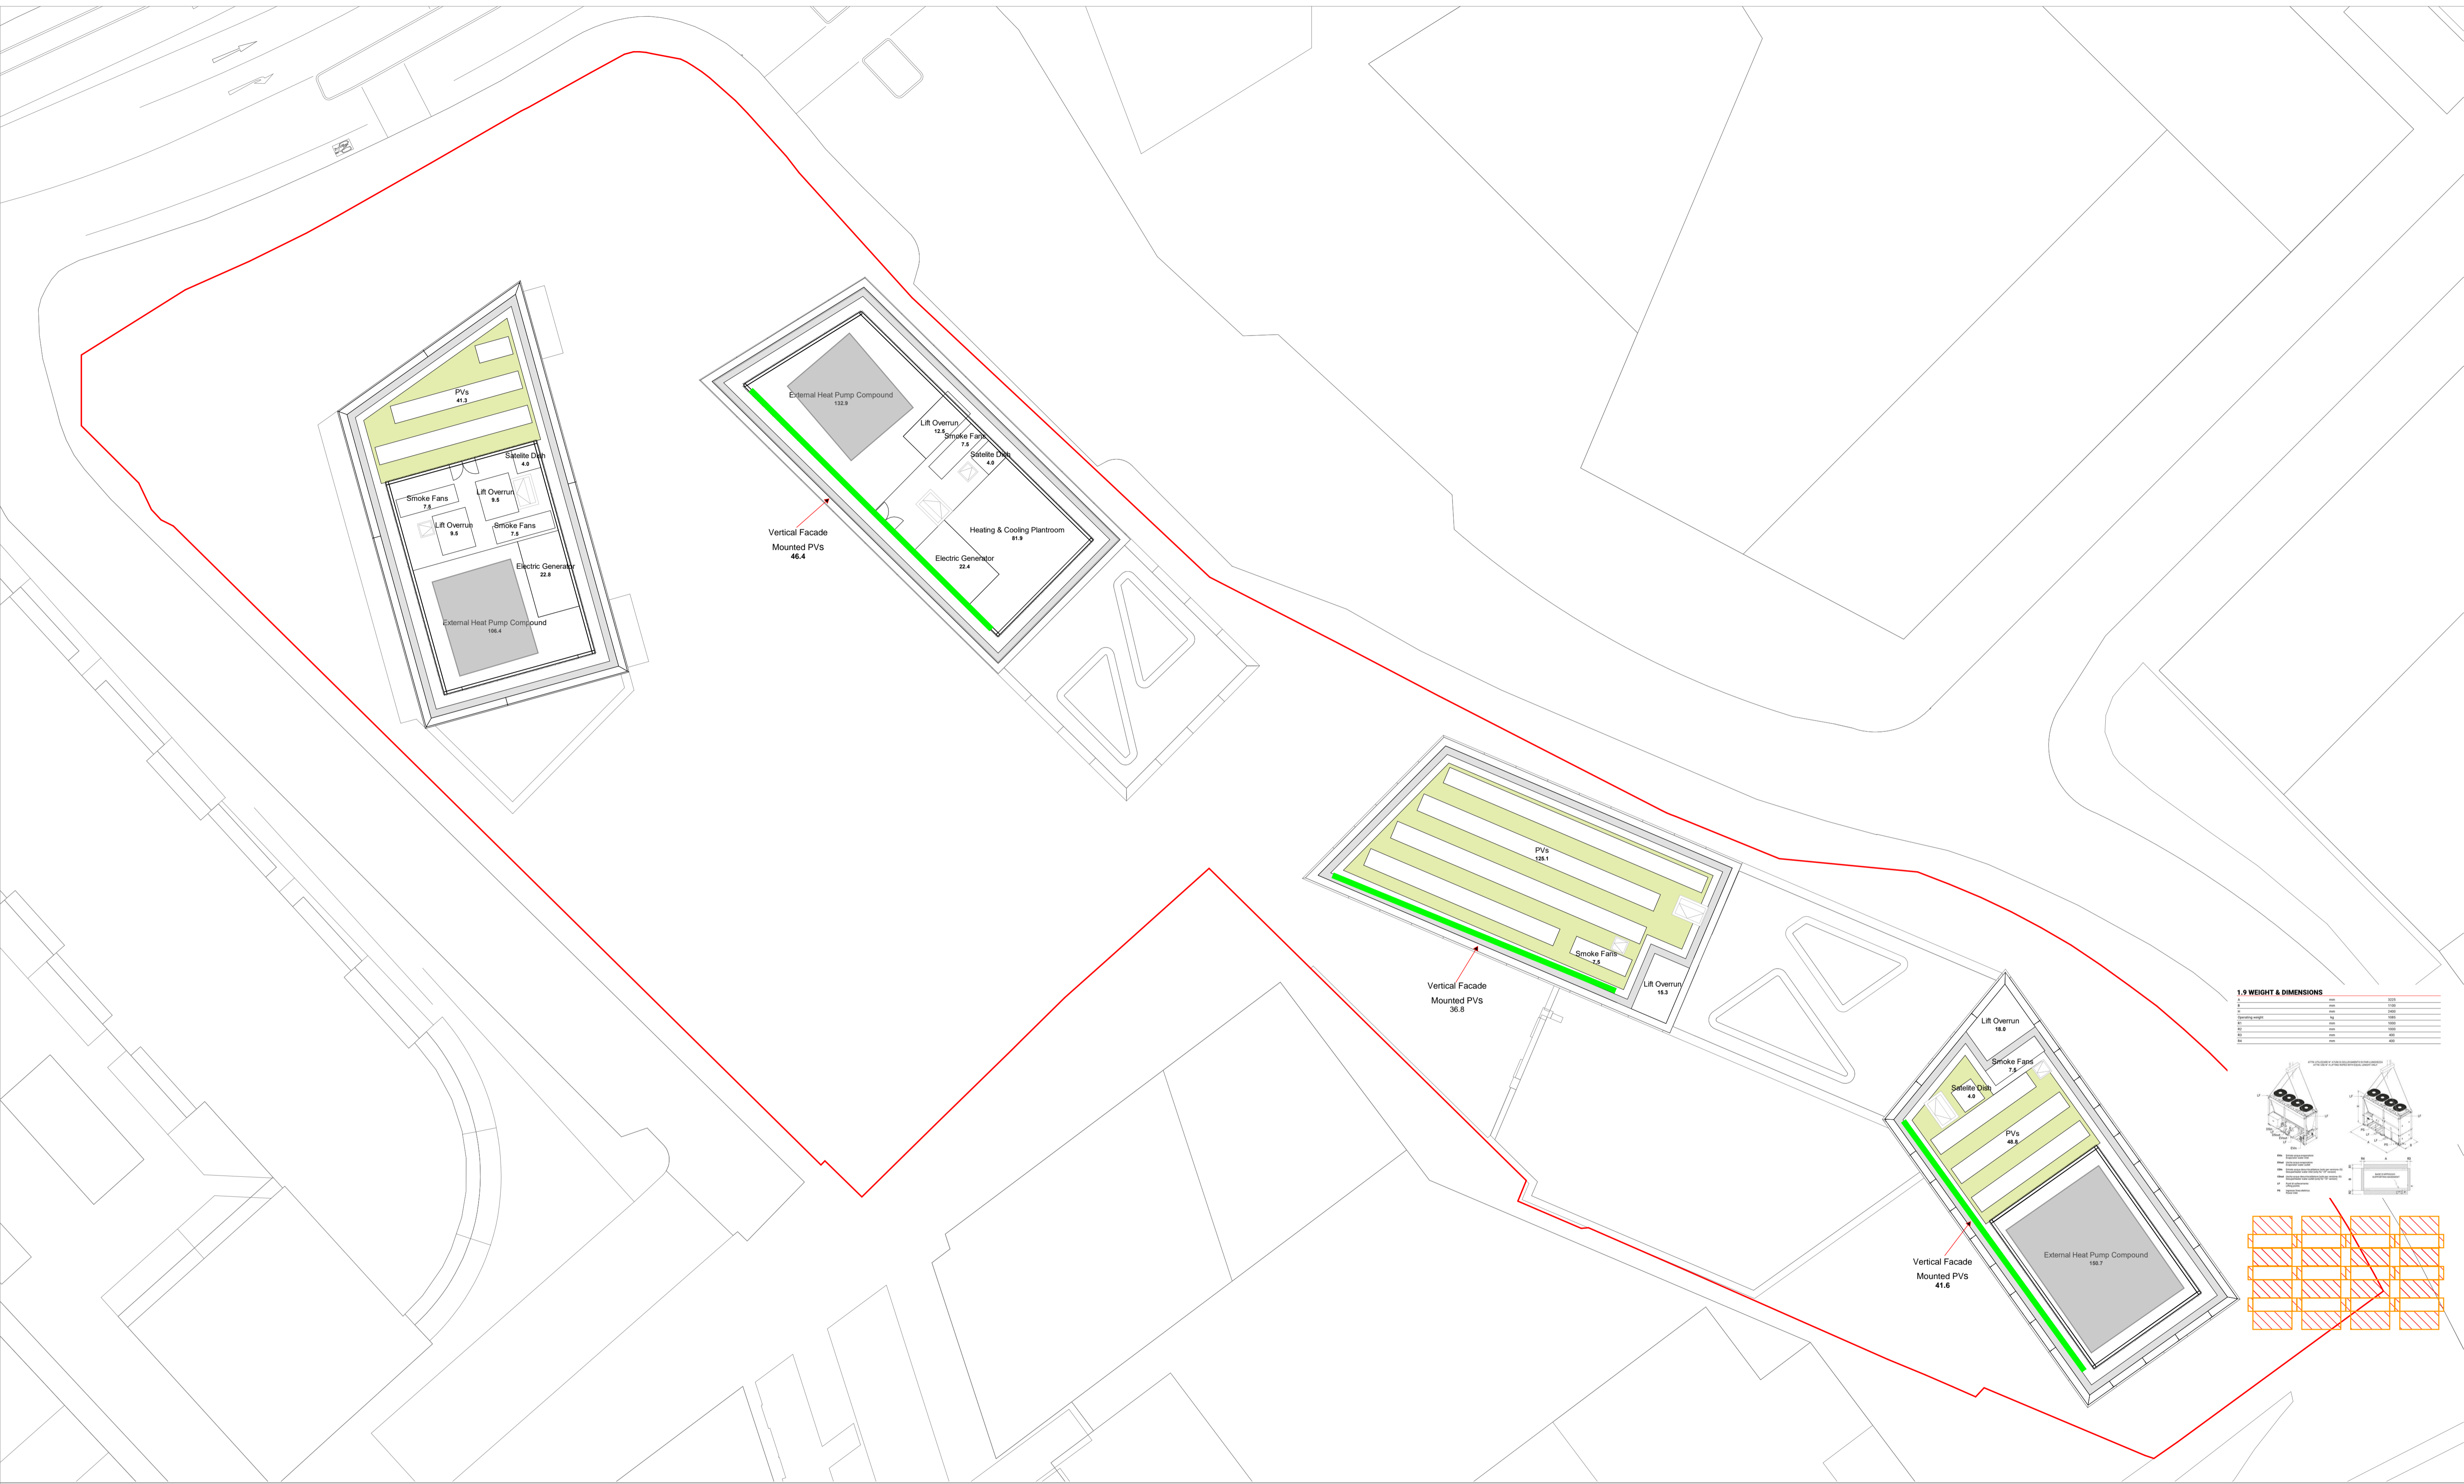 PVs
41.3
Satelite Dish
4.0
Smoke Fans
7.5
Lift Overrun
9.5
Lift Overrun
9.5
Smoke Fans
7.5
Electric Generator
22.8
External Heat Pump Compound
106.4
External Heat Pump Compound
132.9
Lift Overrun
12.5
Smoke Fans
7.5
Satelite Dish
4.0
Heating & Cooling Plantroom
81.9
Electric Generator
22.4
Vertical Facade
Mounted PVs
46.4
PVs
125.1
Smoke Fans
7.5
Lift Overrun
15.3
Vertical Facade
Mounted PVs
36.8
Lift Overrun
18.0
Smoke Fans
7.5
Satelite Dish
4.0
PVs
48.8
External Heat Pump Compound
150.7
Vertical Facade
Mounted PVs
41.6
1.9 WEIGHT & DIMENSIONS